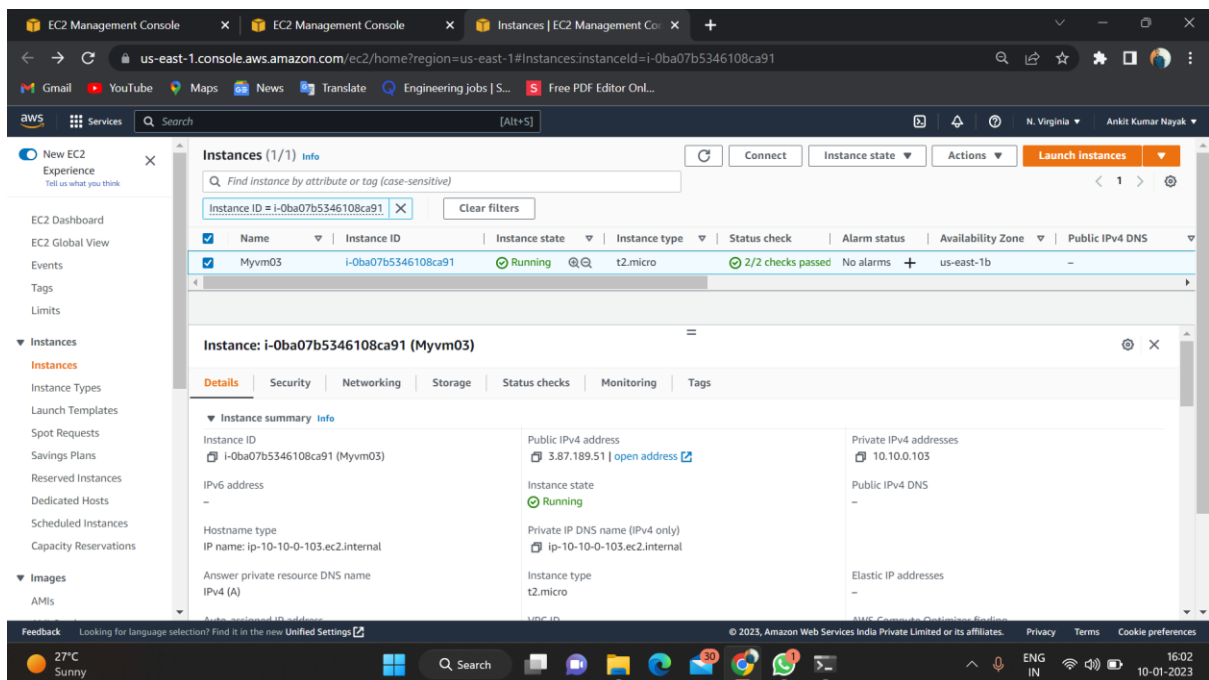 EC2 Management Console
EC2 Management Console
Instances | EC2 Management Con
us-east-1.console.aws.amazon.com/ec2/home?region=us-east-1#Instances:instanceId=i-0ba07b5346108ca91
Gmail YouTube Maps News Translate Engineering jobs | S... Free PDF Editor Onl...
aws Services Search [Alt+S] N. Virginia Ankit Kumar Nayak
New EC2
Experience
Tell us what you think
EC2 Dashboard
EC2 Global View
Events
Tags
Limits
Instances
Instances
Instance Types
Launch Templates
Spot Requests
Savings Plans
Reserved Instances
Dedicated Hosts
Scheduled Instances
Capacity Reservations
Images
AMIs
Instances (1/1) Info
Connect Instance state Actions Launch instances
Find instance by attribute or tag (case-sensitive)
1
Instance ID = i-0ba07b5346108ca91 Clear filters
Name Instance ID Instance state Instance type Status check Alarm status Availability Zone Public IPv4 DNS
Myvm03 i-0ba07b5346108ca91 Running t2.micro 2/2 checks passed No alarms + us-east-1b –
Instance: i-0ba07b5346108ca91 (Myvm03)
Details Security Networking Storage Status checks Monitoring Tags
Instance summary Info
Instance ID
i-0ba07b5346108ca91 (Myvm03)
Public IPv4 address
3.87.189.51 | open address
Private IPv4 addresses
10.10.0.103
IPv6 address
–
Instance state
Running
Public IPv4 DNS
–
Hostname type
IP name: ip-10-10-0-103.ec2.internal
Private IP DNS name (IPv4 only)
ip-10-10-0-103.ec2.internal
Answer private resource DNS name
IPv4 (A)
Instance type
t2.micro
Elastic IP addresses
–
Auto-assigned IP address
VPC ID
AWS Compute Optimizer finding
Feedback Looking for language selection? Find it in the new Unified Settings © 2023, Amazon Web Services India Private Limited or its affiliates. Privacy Terms Cookie preferences
27°C
Sunny
Search
30
1
ENG
IN
16:02
10-01-2023